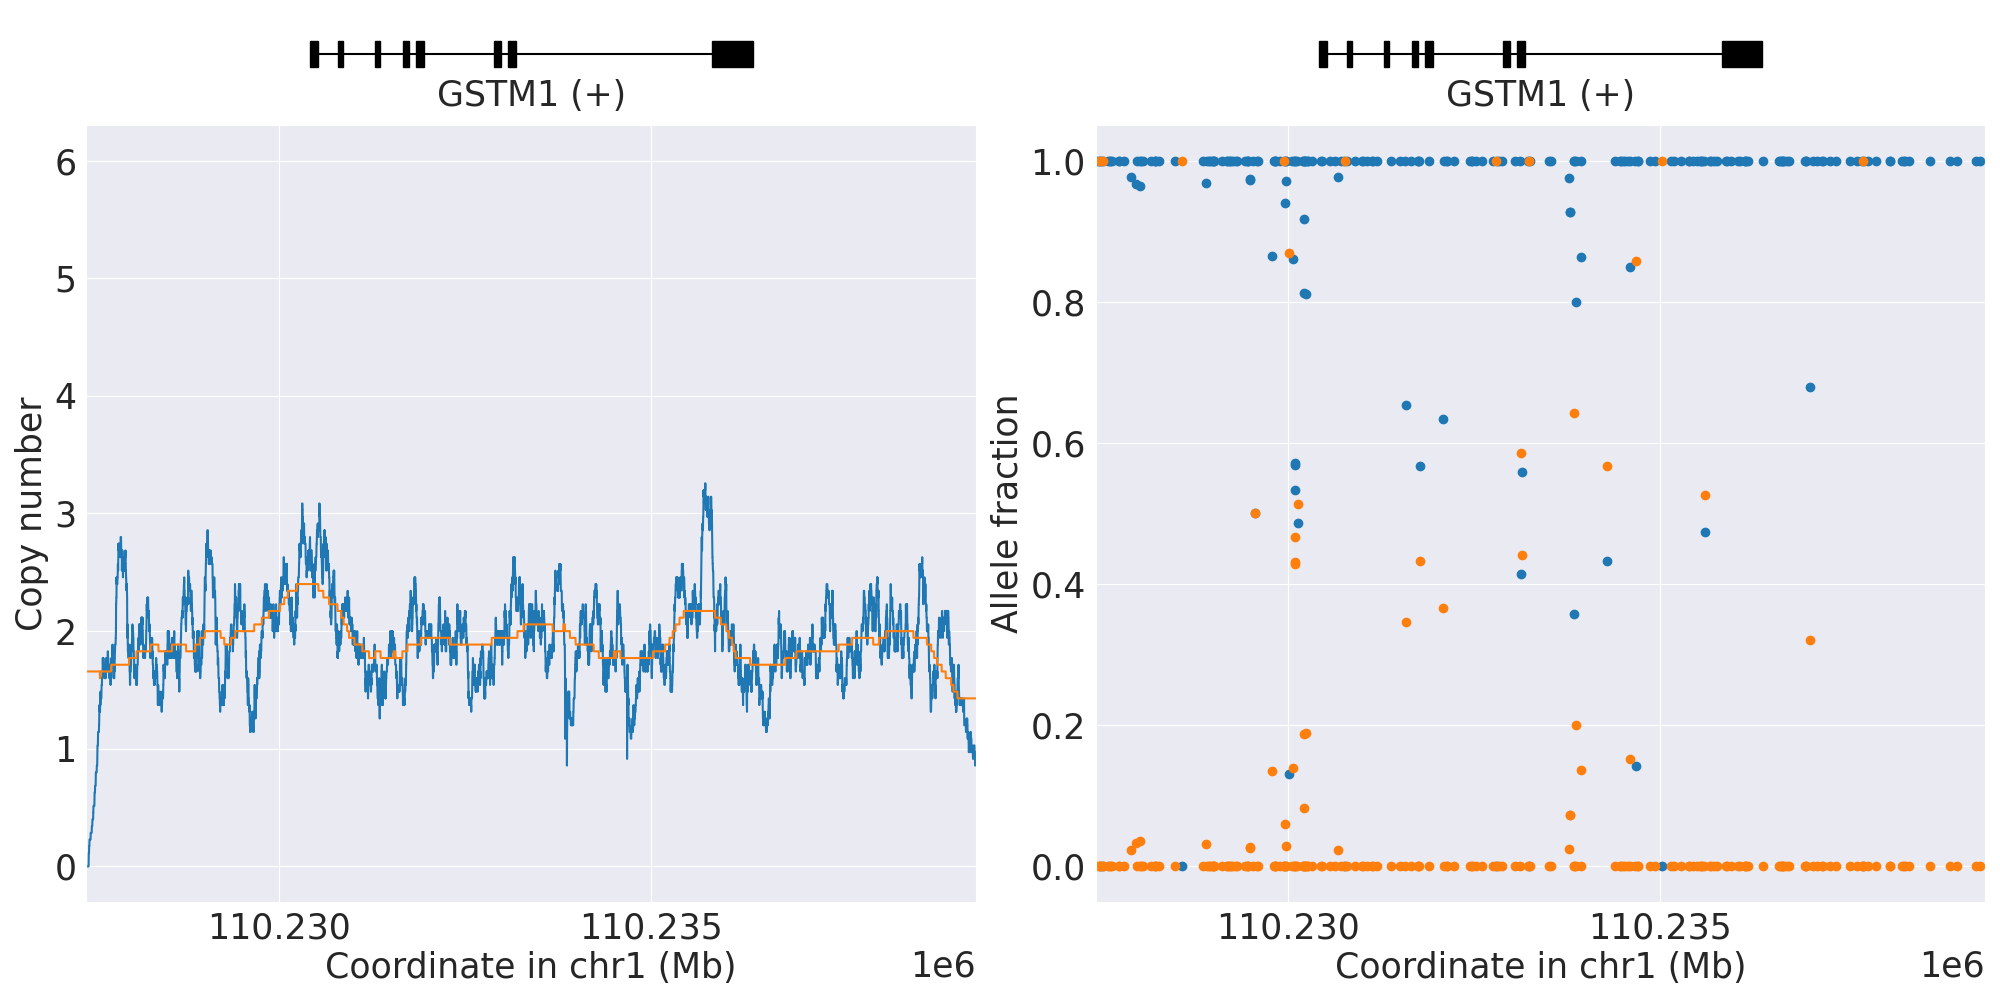 GSTM1 (+)
6
5
4
3
2
1
0
Copy number
110.230
110.235
Coordinate in chr1 (Mb)
1e6
GSTM1 (+)
1.0
0.8
0.6
0.4
0.2
0.0
Allele fraction
110.230
110.235
Coordinate in chr1 (Mb)
1e6